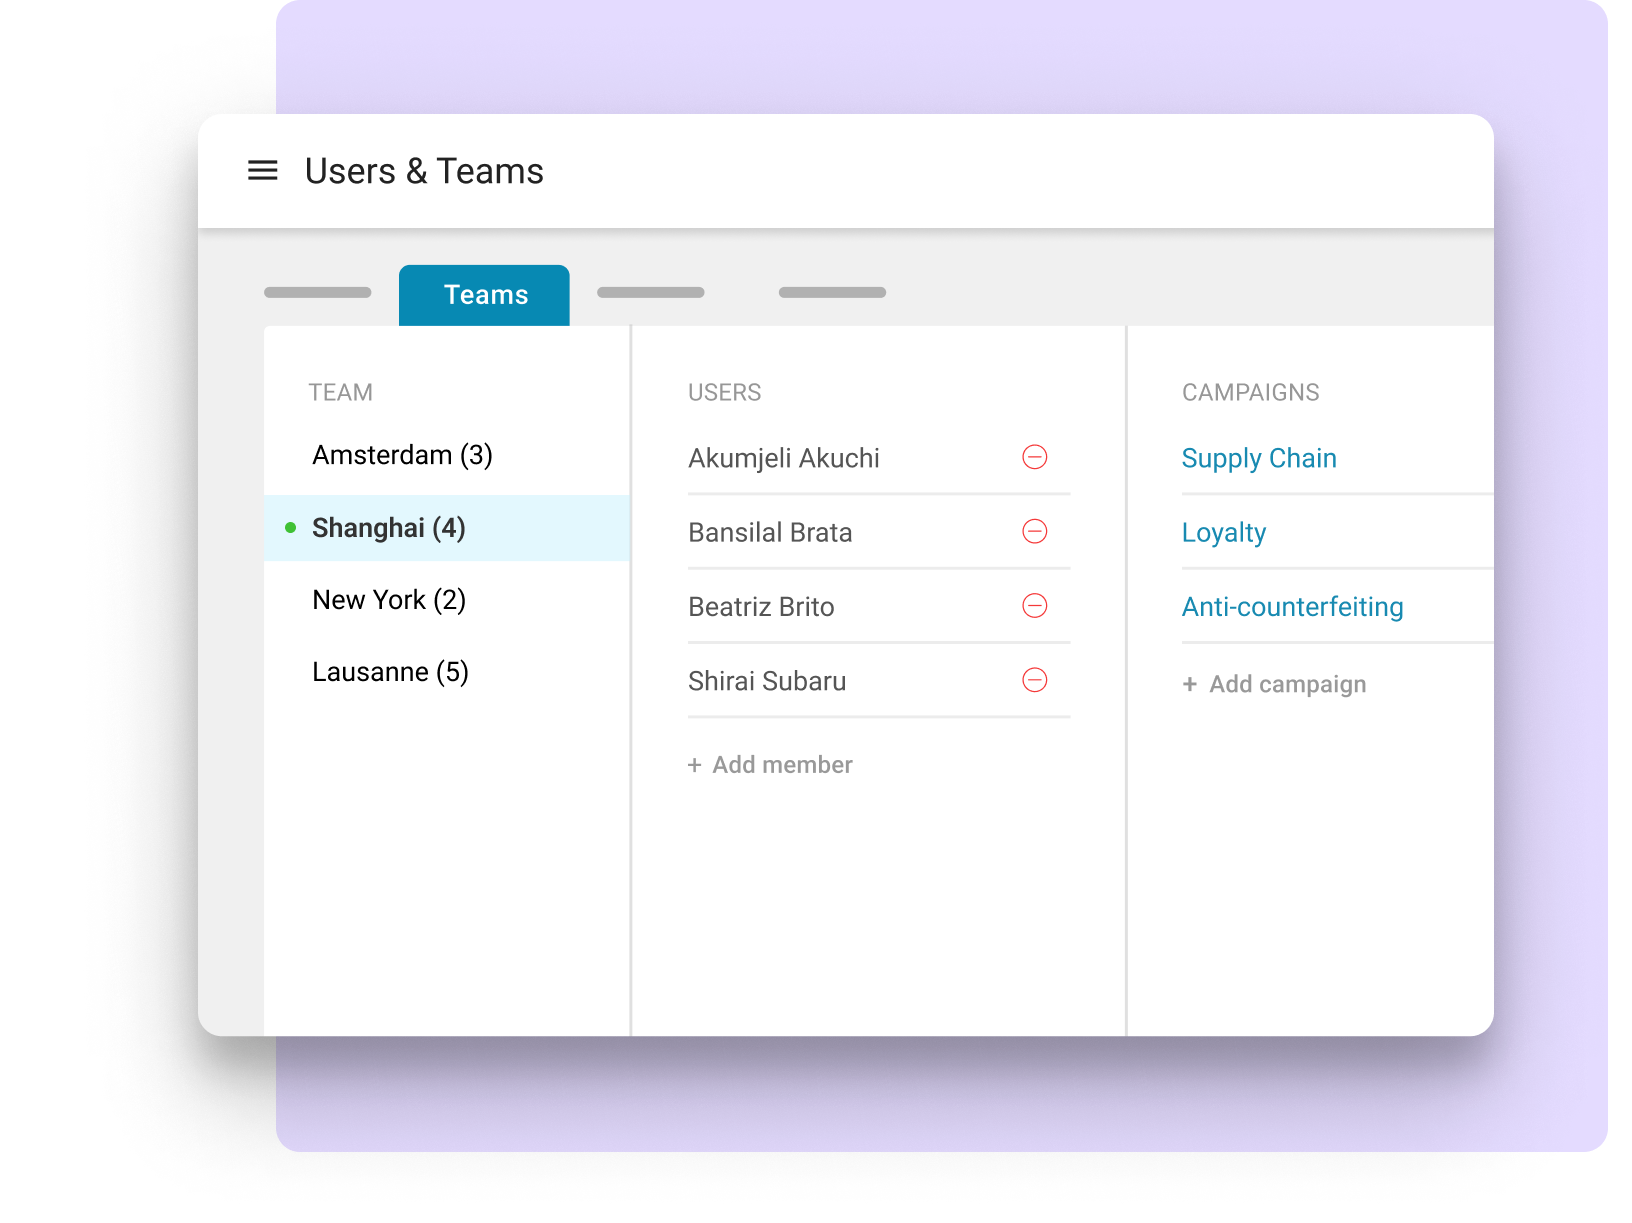 Users & Teams
Teams
TEAM
Amsterdam (3)
Shanghai (4)
New York (2)
Lausanne (5)
USERS
Akumjeli Akuchi
Bansilal Brata
Beatriz Brito
Shirai Subaru
+ Add member
CAMPAIGNS
Supply Chain
Loyalty
Anti-counterfeiting
+ Add campaign